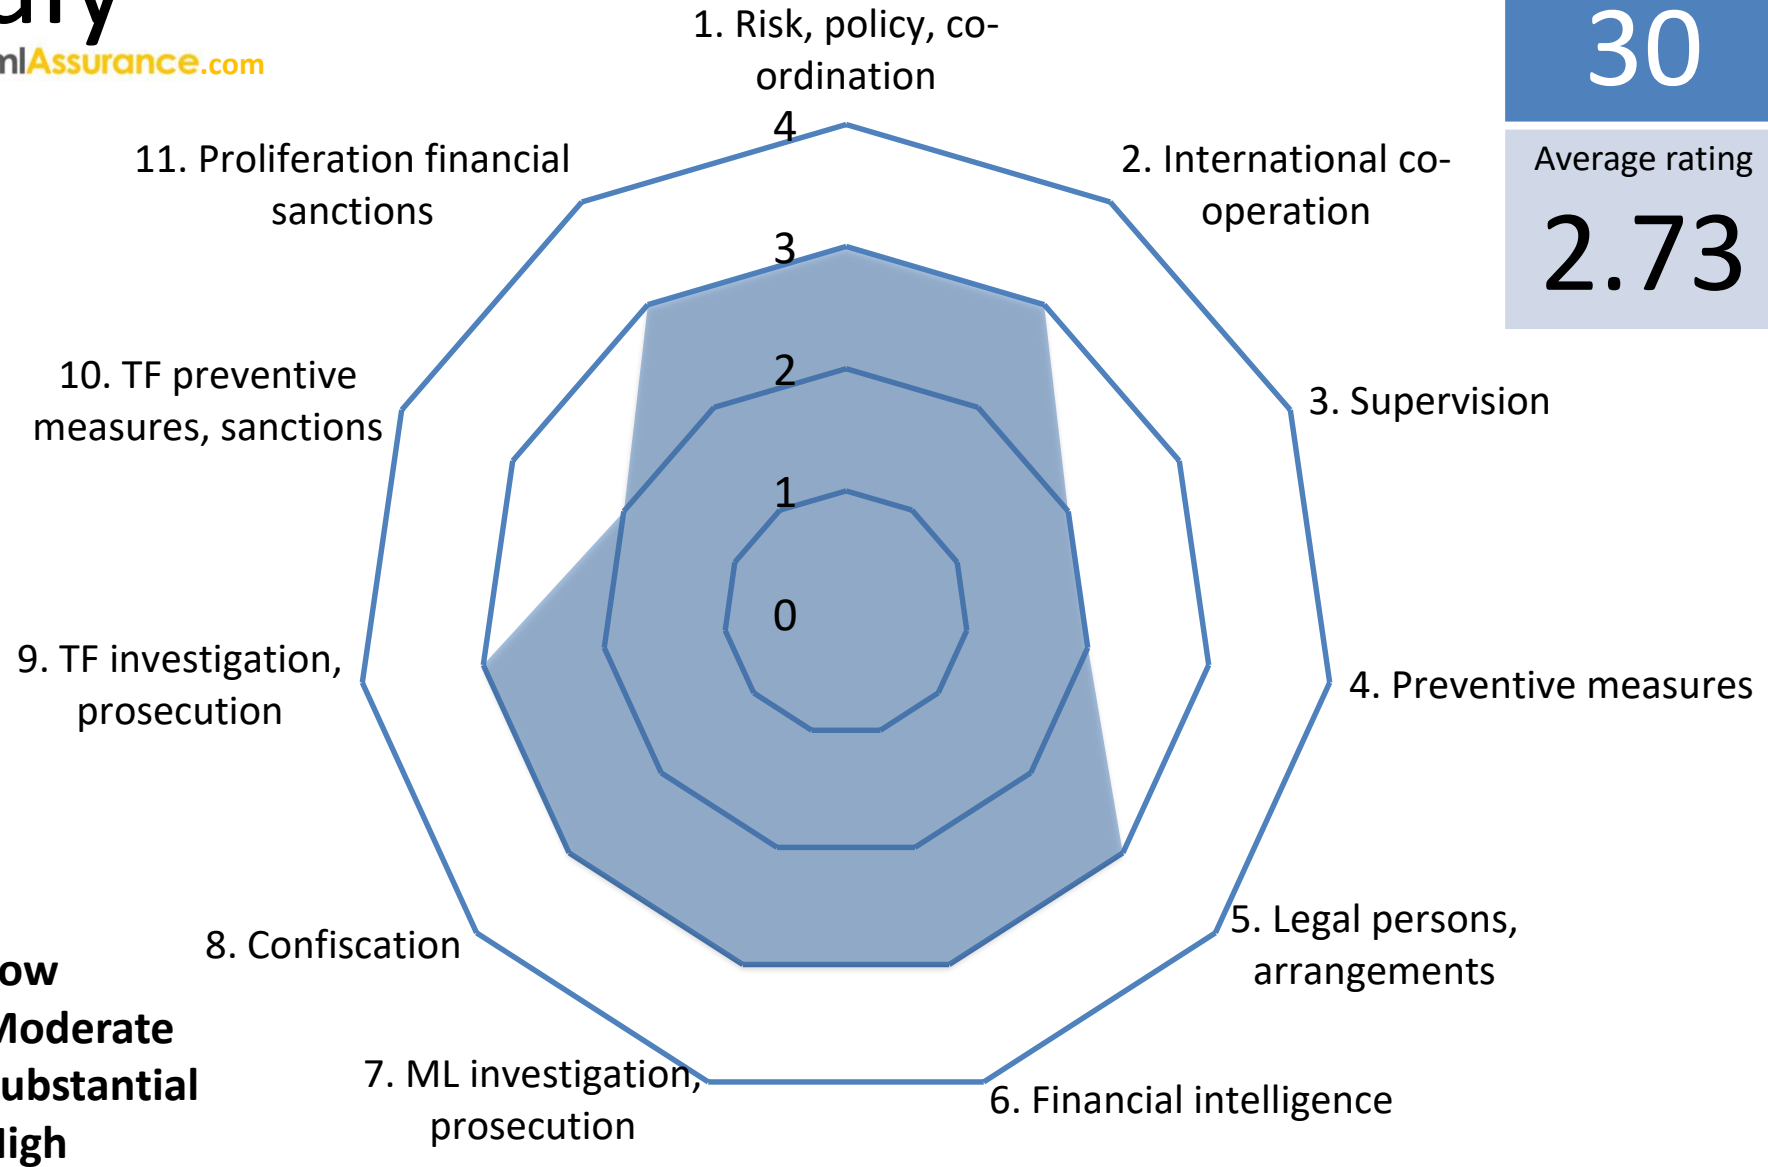 30
mlAssurance.com
Average rating
2.73
1. Risk, policy, co-
ordination
2. International co-
operation
3. Supervision
4. Preventive measures
5. Legal persons,
arrangements
6. Financial intelligence
7. ML investigation,
prosecution
8. Confiscation
9. TF investigation,
prosecution
10. TF preventive
measures, sanctions
11. Proliferation financial
sanctions
4
3
2
1
0
ow
Moderate
ubstantial
High